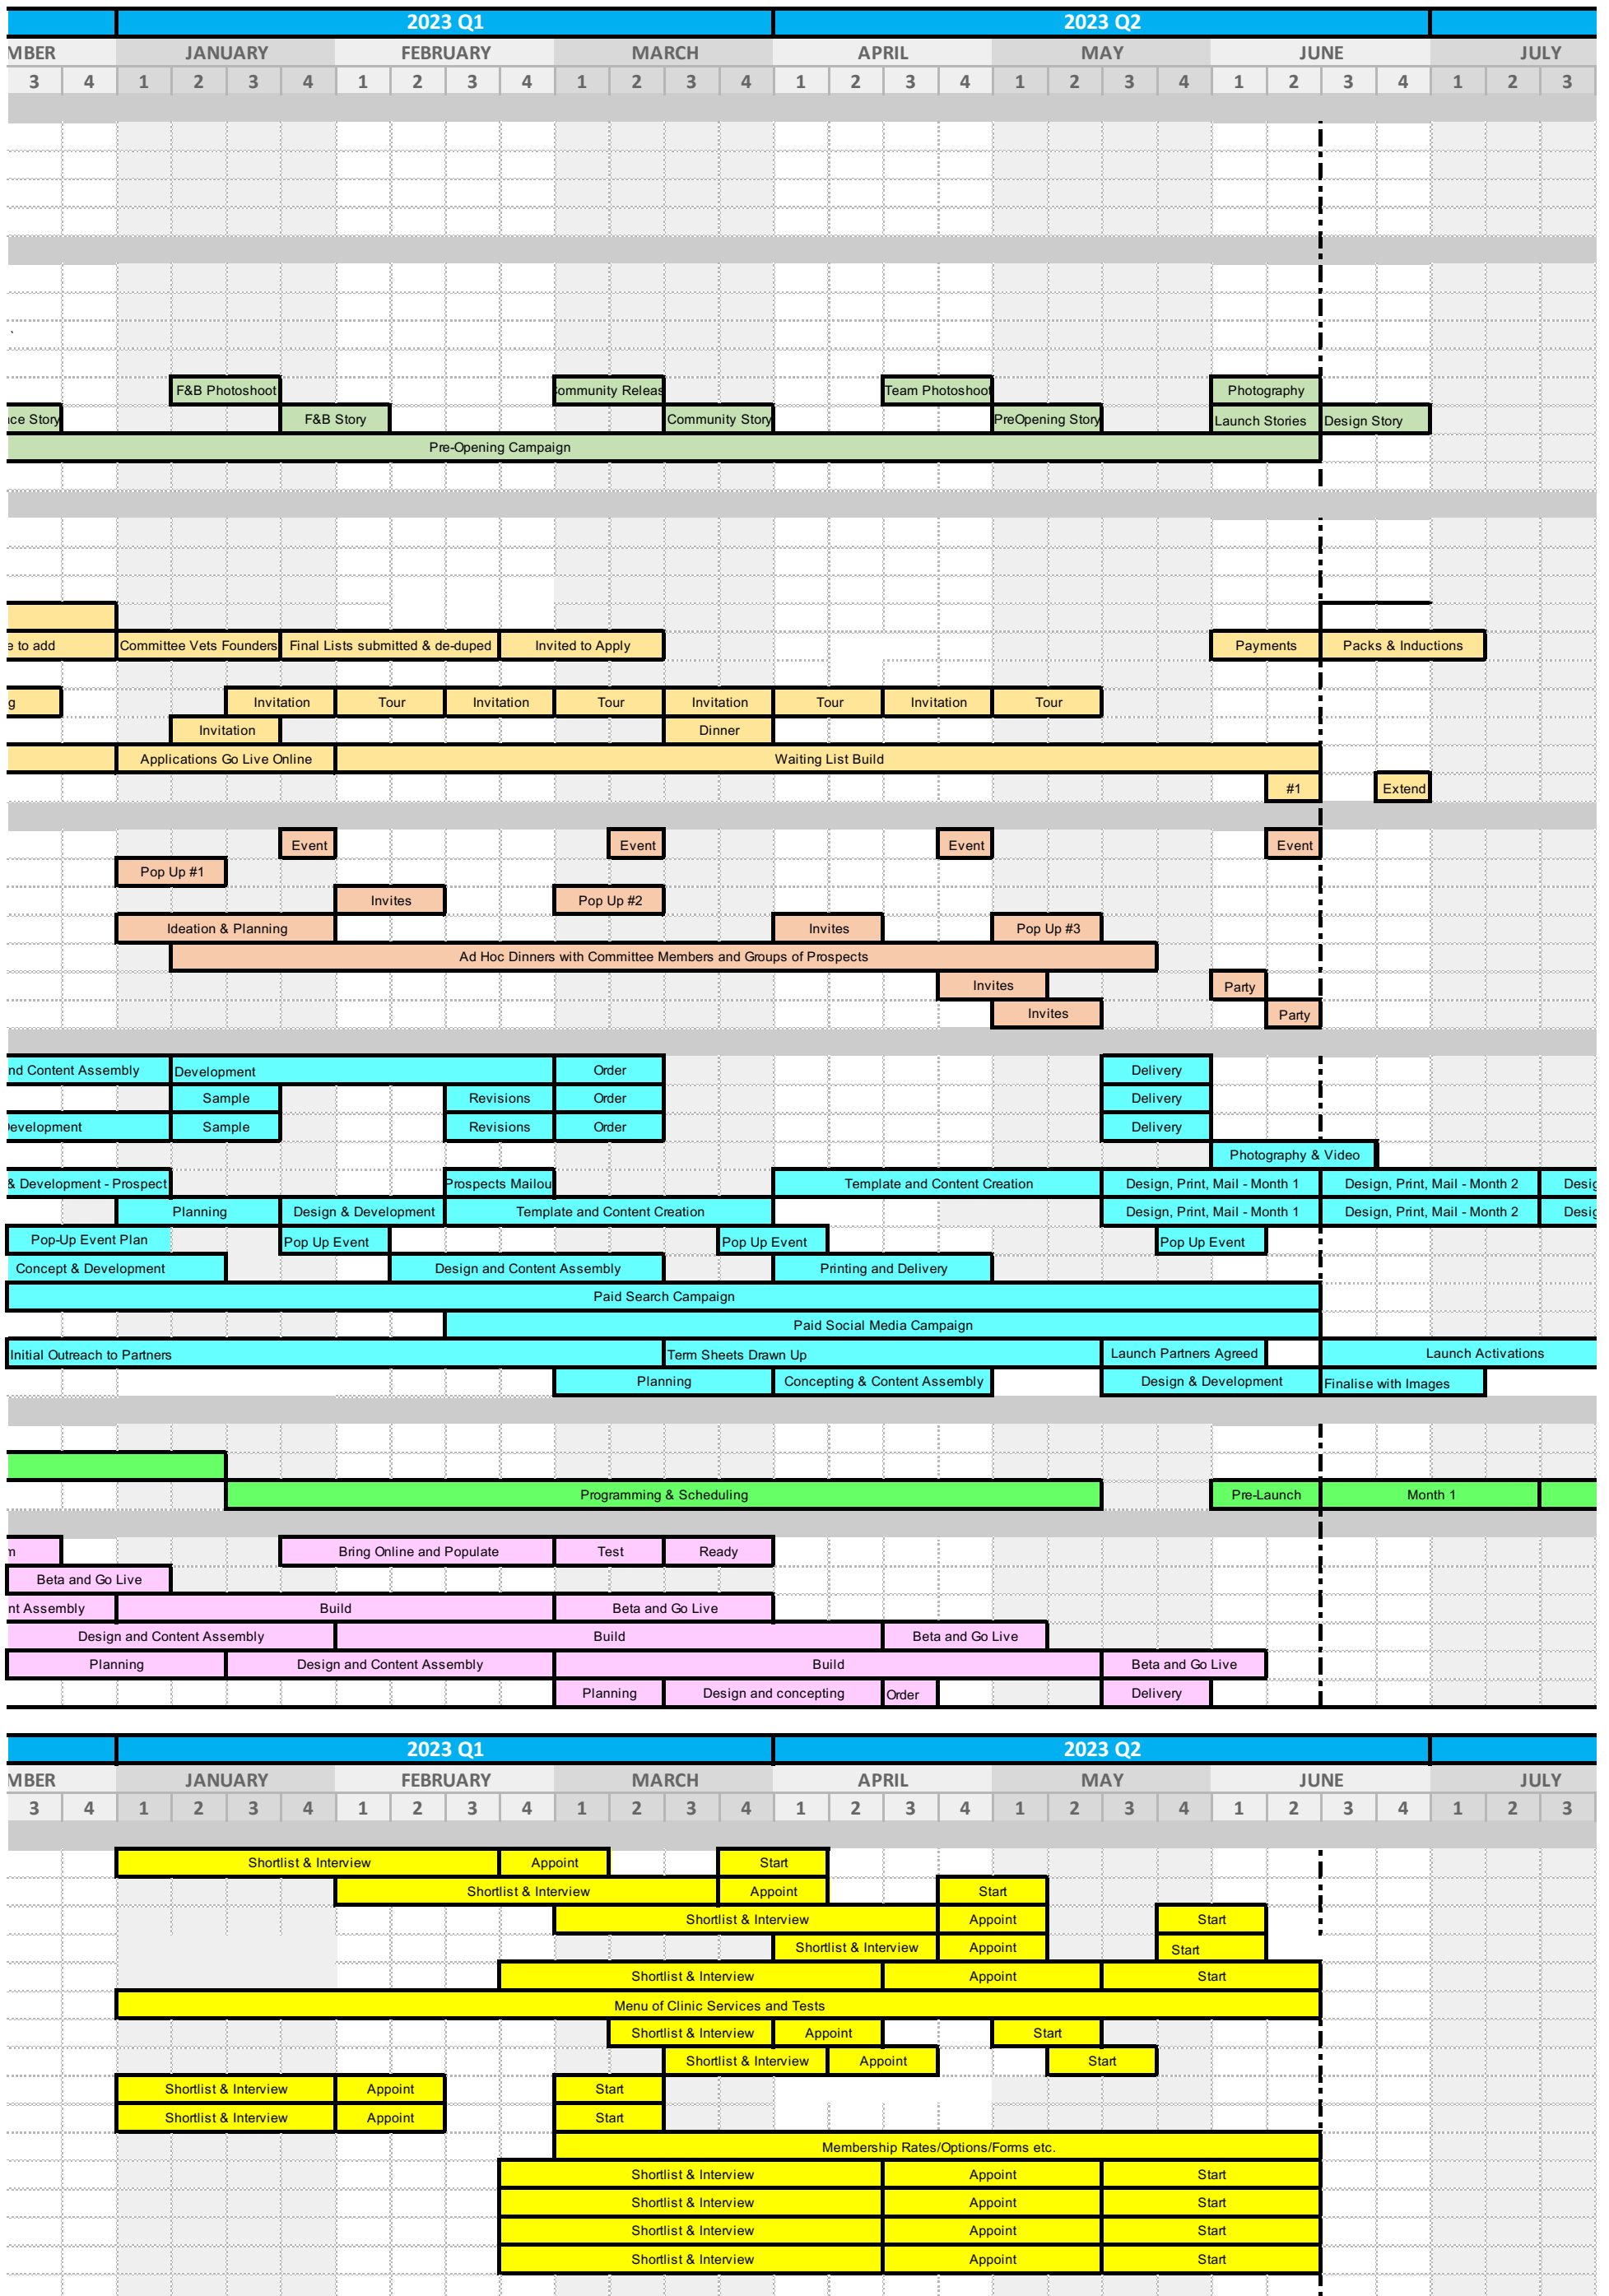 2023 Q1 2023 Q2
MBER JANUARY FEBRUARY MARCH APRIL MAY JUNE JULY
3 4 1 2 3 4 1 2 3 4 1 2 3 4 1 2 3 4 1 2 3 4 1 2 3 4 1 2 3
F&B Photoshoot ommunity Releas Team Photoshoot Photography
ce Story F&B Story Community Story PreOpening Story Launch Stories Design Story
Pre-Opening Campaign
e to add Committee Vets Founders Final Lists submitted & de-duped Invited to Apply Payments Packs & Inductions
g Invitation Tour Invitation Tour Invitation Tour Invitation Tour
Invitation Dinner
Applications Go Live Online Waiting List Build
#1 Extend
Event Event Event Event
Pop Up #1
Invites Pop Up #2
Ideation & Planning Invites Pop Up #3
Ad Hoc Dinners with Committee Members and Groups of Prospects
Invites Party
Invites Party
nd Content Assembly Development Order Delivery
Sample Revisions Order Delivery
Development Sample Revisions Order Delivery
Photography & Video
& Development - Prospect Prospects Mailou Template and Content Creation Design, Print, Mail - Month 1 Design, Print, Mail - Month 2 Desig
Planning Design & Development Template and Content Creation Design, Print, Mail - Month 1 Design, Print, Mail - Month 2 Desig
Pop-Up Event Plan Pop Up Event Pop Up Event Pop Up Event
Concept & Development Design and Content Assembly Printing and Delivery
Paid Search Campaign
Paid Social Media Campaign
Initial Outreach to Partners Term Sheets Drawn Up Launch Partners Agreed Launch Activations
Planning Concepting & Content Assembly Design & Development Finalise with Images
Programming & Scheduling Pre-Launch Month 1
m Bring Online and Populate Test Ready
Beta and Go Live
nt Assembly Build Beta and Go Live
Design and Content Assembly Build Beta and Go Live
Planning Design and Content Assembly Build Beta and Go Live
Planning Design and concepting Order Delivery
2023 Q1 2023 Q2
MBER JANUARY FEBRUARY MARCH APRIL MAY JUNE JULY
3 4 1 2 3 4 1 2 3 4 1 2 3 4 1 2 3 4 1 2 3 4 1 2 3 4 1 2 3
Shortlist & Interview Appoint Start
Shortlist & Interview Appoint Start
Shortlist & Interview Appoint Start
Shortlist & Interview Appoint Start
Shortlist & Interview Appoint Start
Menu of Clinic Services and Tests
Shortlist & Interview Appoint Start
Shortlist & Interview Appoint Start
Shortlist & Interview Appoint Start
Shortlist & Interview Appoint Start
Membership Rates/Options/Forms etc.
Shortlist & Interview Appoint Start
Shortlist & Interview Appoint Start
Shortlist & Interview Appoint Start
Shortlist & Interview Appoint Start